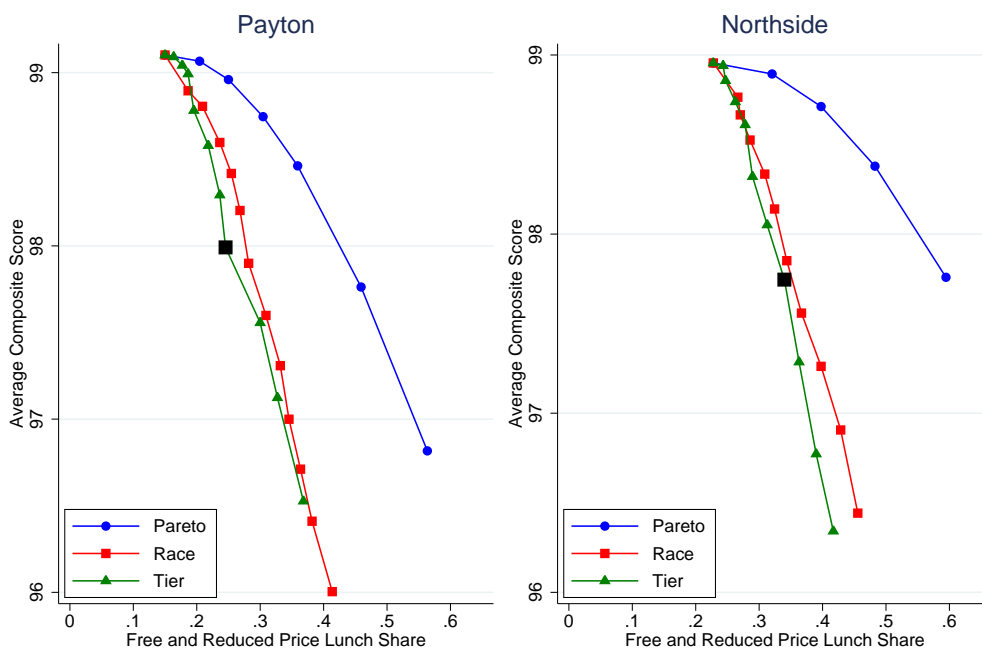 Payton
Average Composite Score
99
98
97
96
0 .1 .2 .3 .4 .5 .6
Free and Reduced Price Lunch Share
Pareto
Race
Tier
Northside
Average Composite Score
99
98
97
96
0 .1 .2 .3 .4 .5 .6
Free and Reduced Price Lunch Share
Pareto
Race
Tier